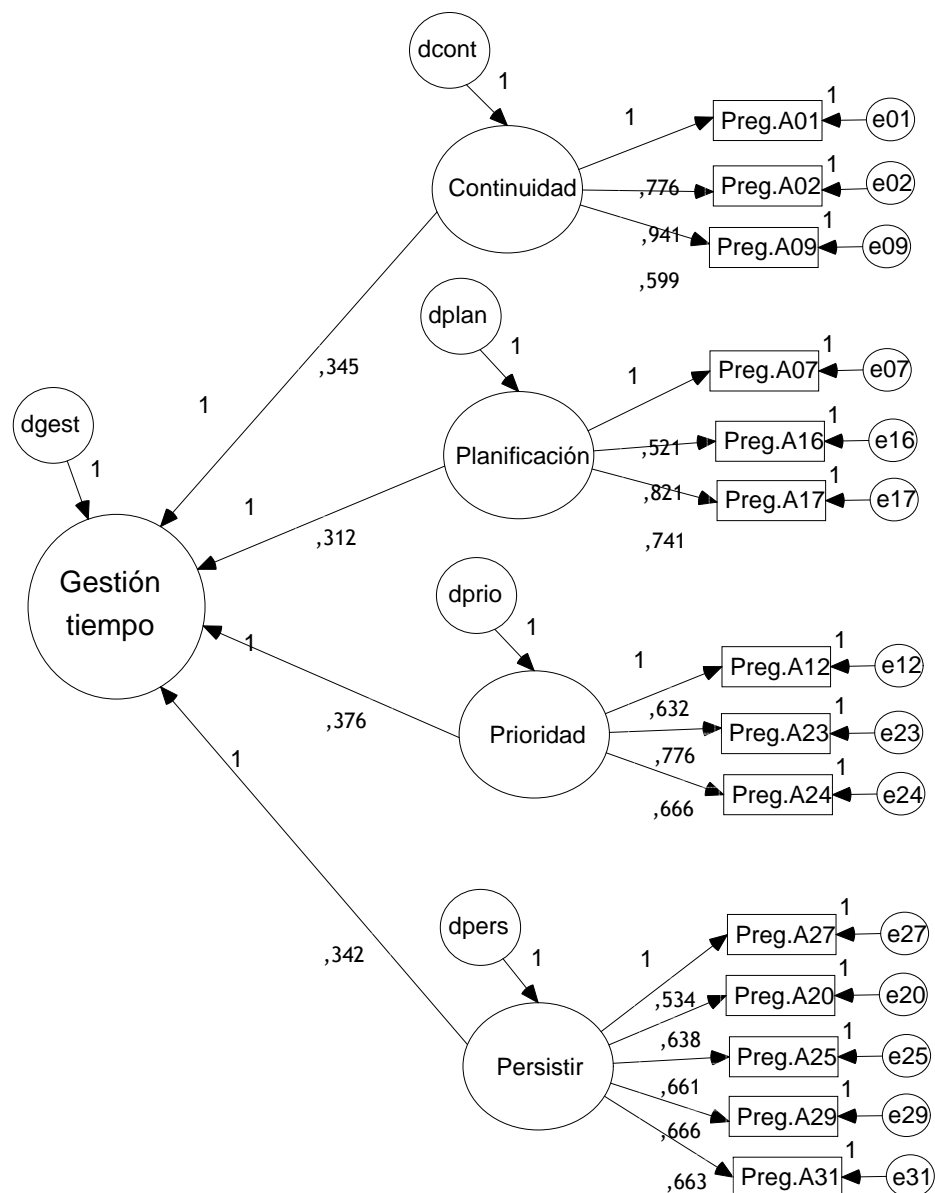 dcont
1
1
1
Preg.A01
e01
1
Continuidad
,776
Preg.A02
e02
1
,941
Preg.A09
e09
,599
dplan
1
,345
1
1
1
Preg.A07
e07
dgest
1
1
Planificación
,521
Preg.A16
e16
1
,821
Preg.A17
e17
1
,312
,741
Gestión
tiempo
dprio
1
1
1
1
Preg.A12
e12
,632
1
,376
Prioridad
Preg.A23
e23
,776
1
1
Preg.A24
e24
,666
dpers
1
1
1
Preg.A27
e27
,342
,534
1
Preg.A20
e20
,638
1
Persistir
Preg.A25
e25
,661
1
Preg.A29
e29
,666
1
,663
Preg.A31
e31